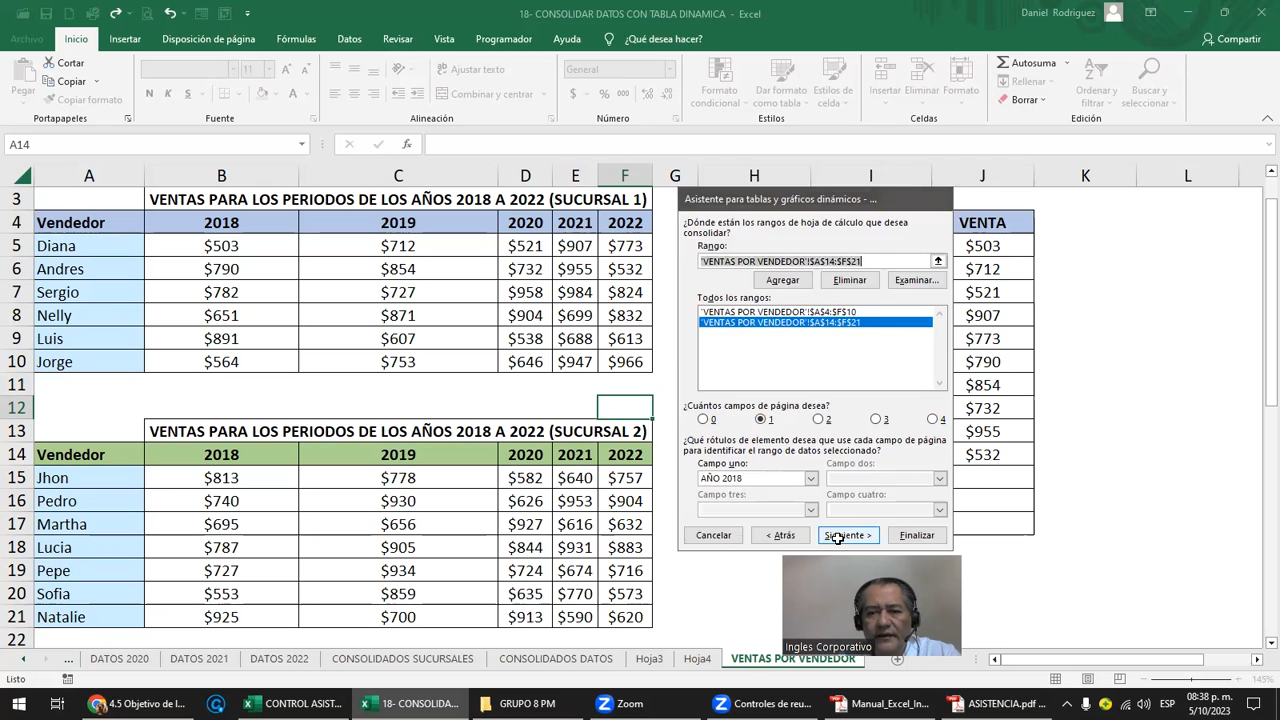 18- CONSOLIDAR DATOS CON TABLA DINAMICA - Excel
Daniel Rodriguez
Archivo Inicio Insertar Disposición de página Fórmulas Datos Revisar Vista Programador Ayuda ¿Qué desea hacer? Compartir
Pegar
Cortar
Copiar
Copiar formato
11
N K S
Ajustar texto
Combinar y centrar
General
$ % 000
Formato condicional
Dar formato como tabla
Estilos de celda
Insertar Eliminar Formato
Autosuma
Rellenar
Borrar
Ordenar y filtrar
Buscar y seleccionar
Portapapeles Fuente Alineación Número Estilos Celdas Edición
A14
fx
A B C D E F G H I J K L
3 VENTAS PARA LOS PERIODOS DE LOS AÑOS 2018 A 2022 (SUCURSAL 1)
4 Vendedor 2018 2019 2020 2021 2022 VENTA
5 Diana $503 $712 $521 $907 $773 $503
6 Andres $790 $854 $732 $955 $532 $712
7 Sergio $782 $727 $958 $984 $824 $521
8 Nelly $651 $871 $904 $699 $832 $907
9 Luis $891 $607 $538 $688 $613 $773
10 Jorge $564 $753 $646 $947 $966 $790
11 $854
12 $732
13 VENTAS PARA LOS PERIODOS DE LOS AÑOS 2018 A 2022 (SUCURSAL 2) $955
14 Vendedor 2018 2019 2020 2021 2022 $532
15 Jhon $813 $778 $582 $640 $757
16 Pedro $740 $930 $626 $953 $904
17 Martha $695 $656 $927 $616 $632
18 Lucia $787 $905 $844 $931 $883
19 Pepe $727 $934 $724 $674 $716
20 Sofia $553 $859 $635 $770 $573
21 Natalie $925 $700 $913 $590 $620
22
Asistente para tablas y gráficos dinámicos - ...
¿Dónde están los rangos de hoja de cálculo que desea
consolidar?
Rango:
'VENTAS POR VENDEDOR'!$A$14:$F$21
Agregar Eliminar Examinar...
Todos los rangos:
'VENTAS POR VENDEDOR'!$A$4:$F$10
'VENTAS POR VENDEDOR'!$A$14:$F$21
¿Cuántos campos de página desea?
0 1 2 3 4
¿Qué rótulos de elemento desea que use cada campo de página
para identificar el rango de datos seleccionado?
Campo uno: Campo dos:
AÑO 2018
Campo tres: Campo cuatro:
Cancelar < Atrás Siguiente > Finalizar
Ingles Corporativo
... DATOS 2020 DATOS 2021 DATOS 2022 CONSOLIDADOS SUCURSALES CONSOLIDADOS DATOS Hoja3 Hoja4 VENTAS POR VENDEDOR
Listo
145%
4.5 Objetivo de l... CONTROL ASIST... 18- CONSOLIDA... GRUPO 8 PM Zoom Controles de reu... Manual_Excel_In... ASISTENCIA.pdf ... ESP
08:38 p. m.
5/10/2023